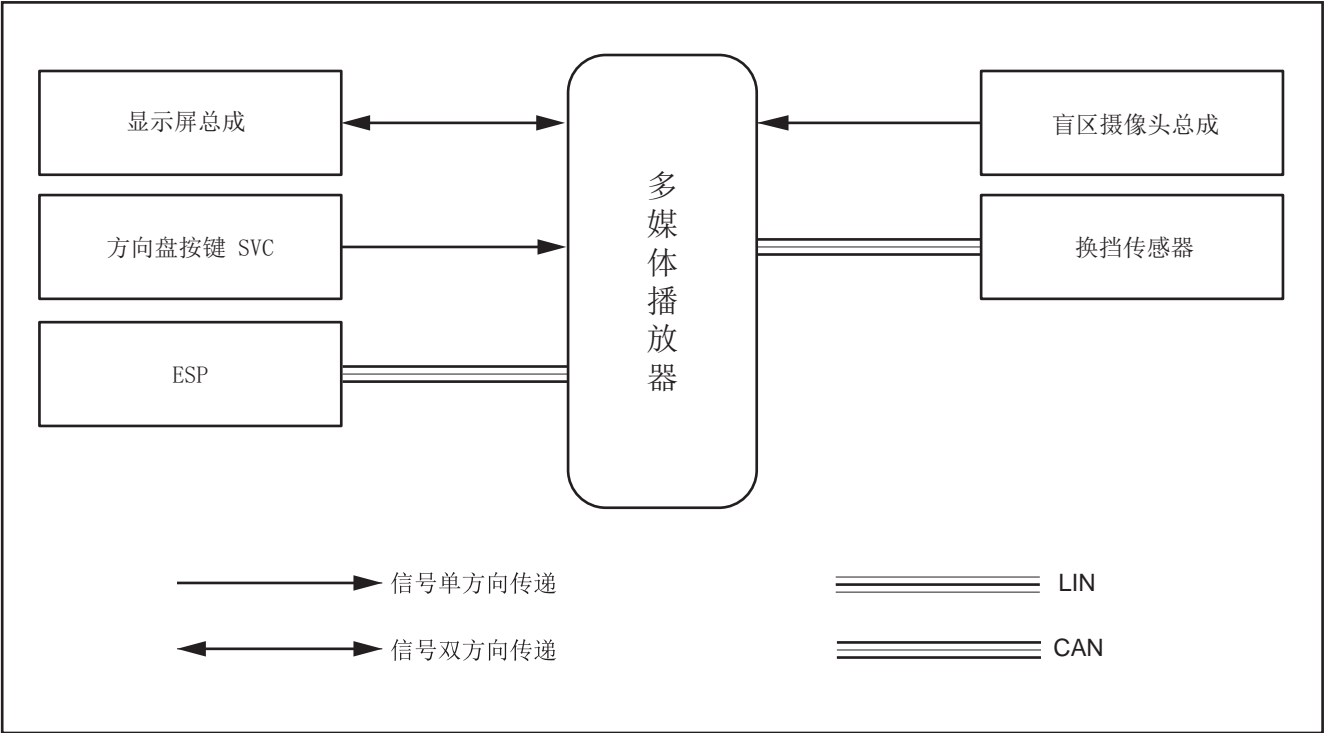 显示屏总成
盲区摄像头总成
方向盘按键 SVC
换挡传感器
ESP
多媒体播放器
信号单方向传递
LIN
信号双方向传递
CAN